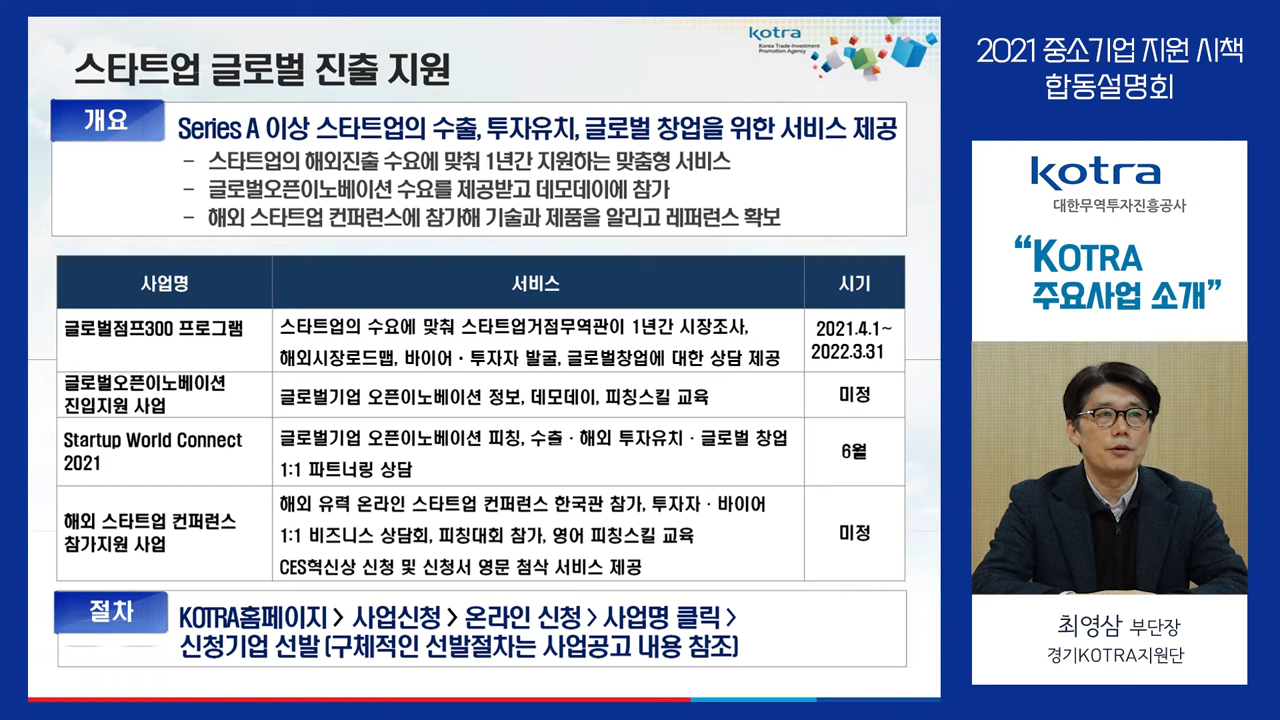 스타트업 글로벌 진출 지원
kotra
Korea Trade-Investment
Promotion Agency
개요
Series A 이상 스타트업의 수출, 투자유치, 글로벌 창업을 위한 서비스 제공
– 스타트업의 해외진출 수요에 맞춰 1년간 지원하는 맞춤형 서비스
– 글로벌오픈이노베이션 수요를 제공받고 데모데이에 참가
– 해외 스타트업 컨퍼런스에 참가해 기술과 제품을 알리고 레퍼런스 확보
사업명 서비스 시기
글로벌점프300 프로그램
스타트업의 수요에 맞춰 스타트업거점무역관이 1년간 시장조사,
해외시장로드맵, 바이어・투자자 발굴, 글로벌창업에 대한 상담 제공
2021.4.1~
2022.3.31
글로벌오픈이노베이션
진입지원 사업
글로벌기업 오픈이노베이션 정보, 데모데이, 피칭스킬 교육
미정
Startup World Connect
2021
글로벌기업 오픈이노베이션 피칭, 수출・해외 투자유치・글로벌 창업
1:1 파트너링 상담
6월
해외 스타트업 컨퍼런스
참가지원 사업
해외 유력 온라인 스타트업 컨퍼런스 한국관 참가, 투자자・바이어
1:1 비즈니스 상담회, 피칭대회 참가, 영어 피칭스킬 교육
CES혁신상 신청 및 신청서 영문 첨삭 서비스 제공
미정
절차
KOTRA홈페이지 > 사업신청 > 온라인 신청 > 사업명 클릭 >
신청기업 선발 (구체적인 선발절차는 사업공고 내용 참조)
2021 중소기업 지원 시책
합동설명회
kotra
대한무역투자진흥공사
“KOTRA
주요사업 소개”
최영삼 부단장
경기KOTRA지원단